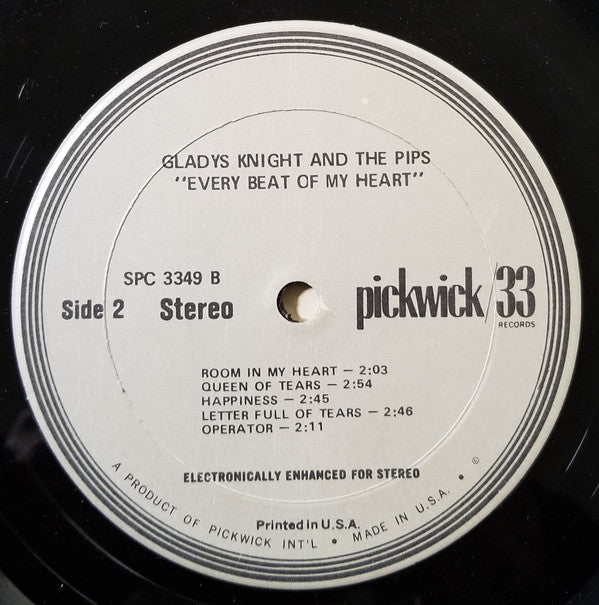 GLADYS KNIGHT AND THE PIPS
"EVERY BEAT OF MY HEART"
SPC 3349 B
Side 2 Stereo
pickwick/33
RECORDS
ROOM IN MY HEART – 2:03
QUEEN OF TEARS – 2:54
HAPPINESS – 2:45
LETTER FULL OF TEARS – 2:46
OPERATOR – 2:11
ELECTRONICALLY ENHANCED FOR STEREO
Printed in U.S.A.
A PRODUCT OF PICKWICK INT'L • MADE IN U.S.A. • ©